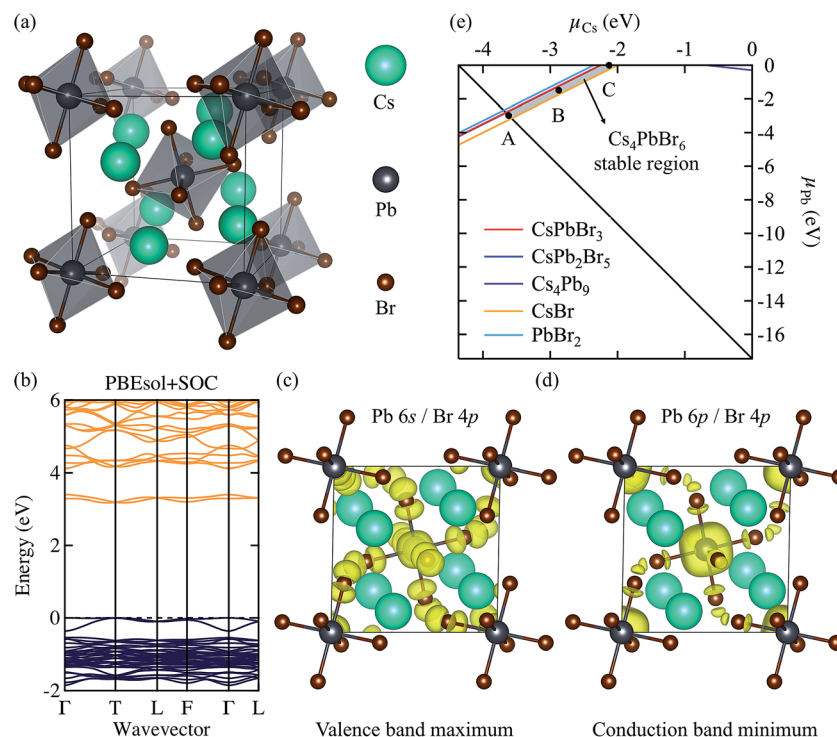 (a)
Cs
Pb
Br
(e)
μCs (eV)
-4 -3 -2 -1 0
A
B
C
Cs4PbBr6
stable region
CsPbBr3
CsPb2Br5
Cs4Pb9
CsBr
PbBr2
0
-2
-4
-6
-8
-10
-12
-14
-16
μPb (eV)
(b)
PBEsol+SOC
6
4
2
0
-2
Energy (eV)
Γ T L F Γ L
Wavevector
(c)
Pb 6s / Br 4p
Valence band maximum
(d)
Pb 6p / Br 4p
Conduction band minimum